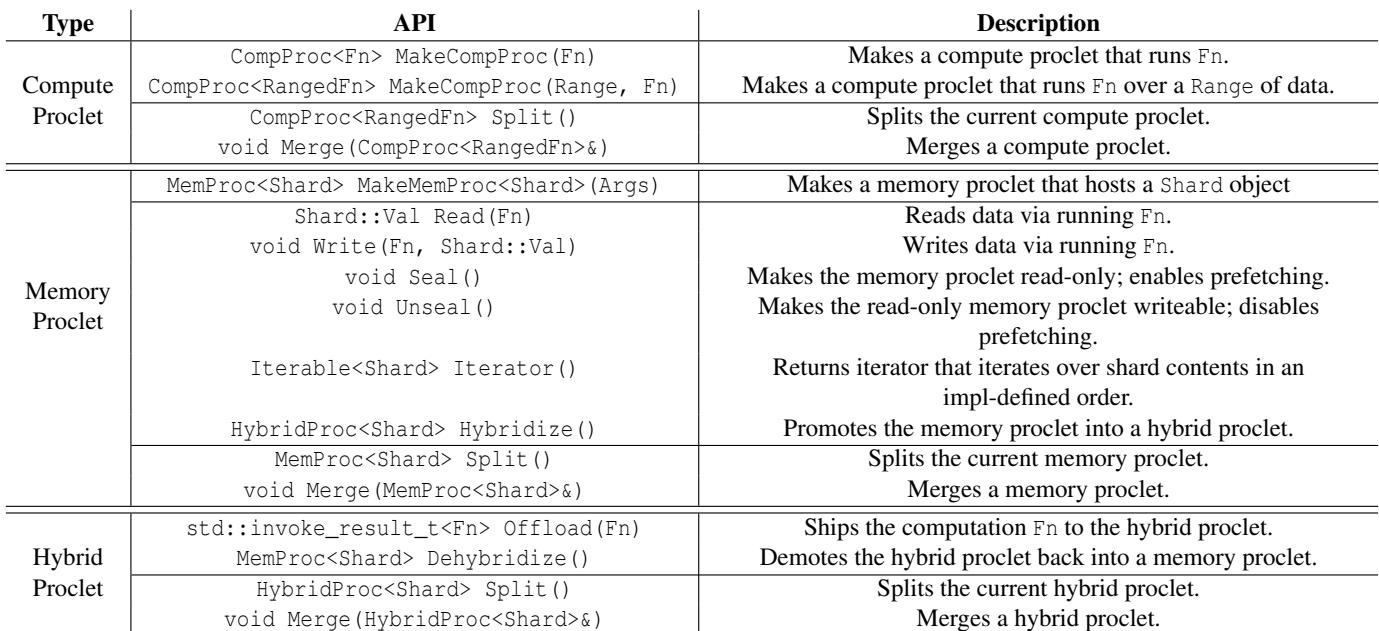 Type API Description
CompProc<Fn> MakeCompProc(Fn) Makes a compute proclet that runs Fn.
Compute CompProc<RangedFn> MakeCompProc(Range, Fn) Makes a compute proclet that runs Fn over a Range of data.
Proclet CompProc<RangedFn> Split() Splits the current compute proclet.
void Merge(CompProc<RangedFn>&) Merges a compute proclet.
MemProc<Shard> MakeMemProc<Shard>(Args) Makes a memory proclet that hosts a Shard object
Shard::Val Read(Fn) Reads data via running Fn.
void Write(Fn, Shard::Val) Writes data via running Fn.
void Seal() Makes the memory proclet read-only; enables prefetching.
Memory
Proclet
void Unseal() Makes the read-only memory proclet writeable; disables
prefetching.
Iterable<Shard> Iterator() Returns iterator that iterates over shard contents in an
impl-defined order.
HybridProc<Shard> Hybridize() Promotes the memory proclet into a hybrid proclet.
MemProc<Shard> Split() Splits the current memory proclet.
void Merge(MemProc<Shard>&) Merges a memory proclet.
std::invoke_result_t<Fn> Offload(Fn) Ships the computation Fn to the hybrid proclet.
Hybrid MemProc<Shard> Dehybridize() Demotes the hybrid proclet back into a memory proclet.
Proclet HybridProc<Shard> Split() Splits the current hybrid proclet.
void Merge(HybridProc<Shard>&) Merges a hybrid proclet.